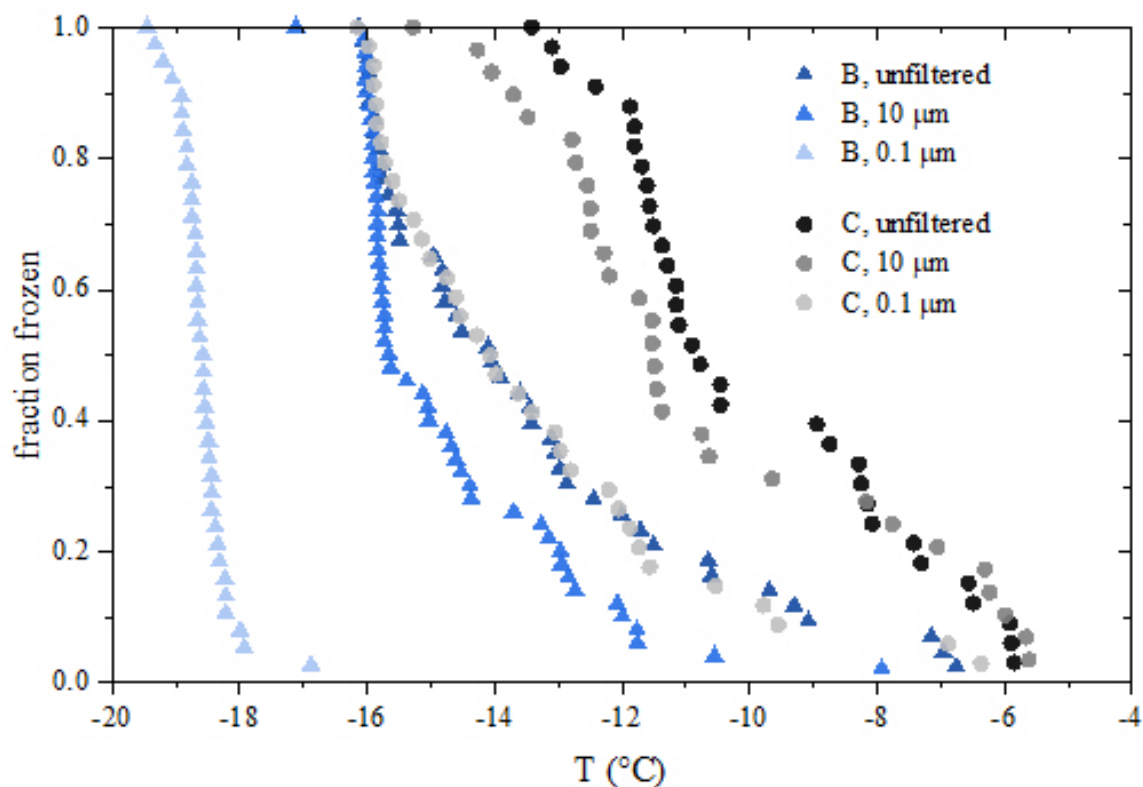 1.0
0.8
0.6
0.4
0.2
0.0
fraction frozen
B, unfiltered
B, 10 μm
B, 0.1 μm
C, unfiltered
C, 10 μm
C, 0.1 μm
-20 -18 -16 -14 -12 -10 -8 -6 -4
T (°C)